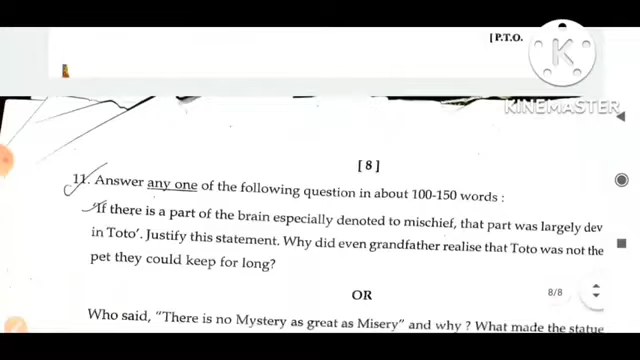 [P.T.O.
K
KINEMASTER
[ 8 ]
11. Answer any one of the following question in about 100-150 words :
'If there is a part of the brain especially denoted to mischief, that part was largely dev
in Toto'. Justify this statement. Why did even grandfather realise that Toto was not the
pet they could keep for long?
8/8
OR
Who said, "There is no Mystery as great as Misery" and why ? What made the statue